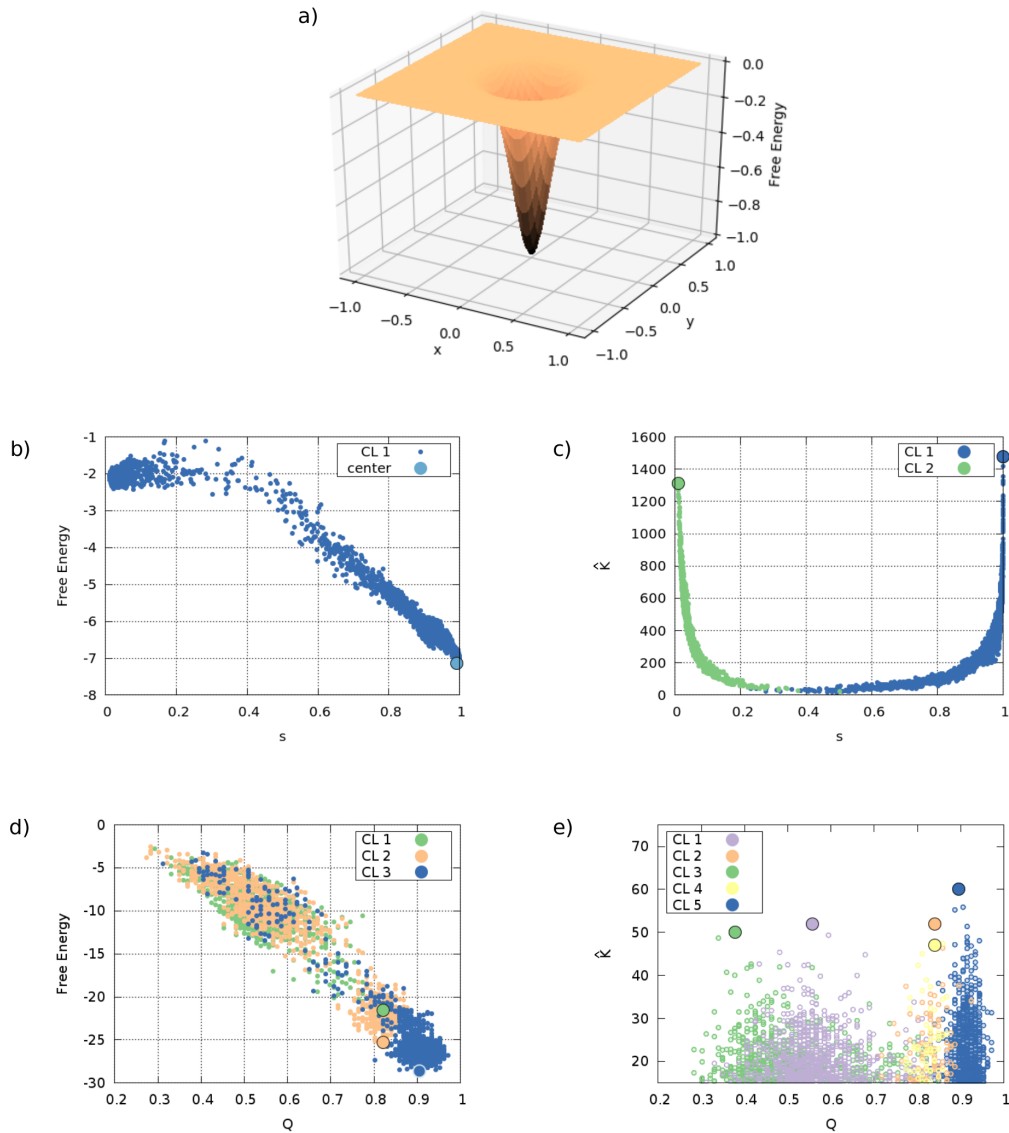 a)
0.0
−0.2
−0.4
−0.6
−0.8
−1.0
Free Energy
−1.0
−0.5
0.0
0.5
1.0
x
−1.0
−0.5
0.0
0.5
1.0
y
b)
-1
-2
-3
-4
-5
-6
-7
-8
Free Energy
CL 1
center
0 0.2 0.4 0.6 0.8 1
s
c)
1600
1400
1200
1000
800
600
400
200
0
K̂
CL 1
CL 2
0 0.2 0.4 0.6 0.8 1
s
d)
0
-5
-10
-15
-20
-25
-30
Free Energy
CL 1
CL 2
CL 3
0.2 0.3 0.4 0.5 0.6 0.7 0.8 0.9 1
Q
e)
70
60
50
40
30
20
K̂
CL 1
CL 2
CL 3
CL 4
CL 5
0.2 0.3 0.4 0.5 0.6 0.7 0.8 0.9 1
Q